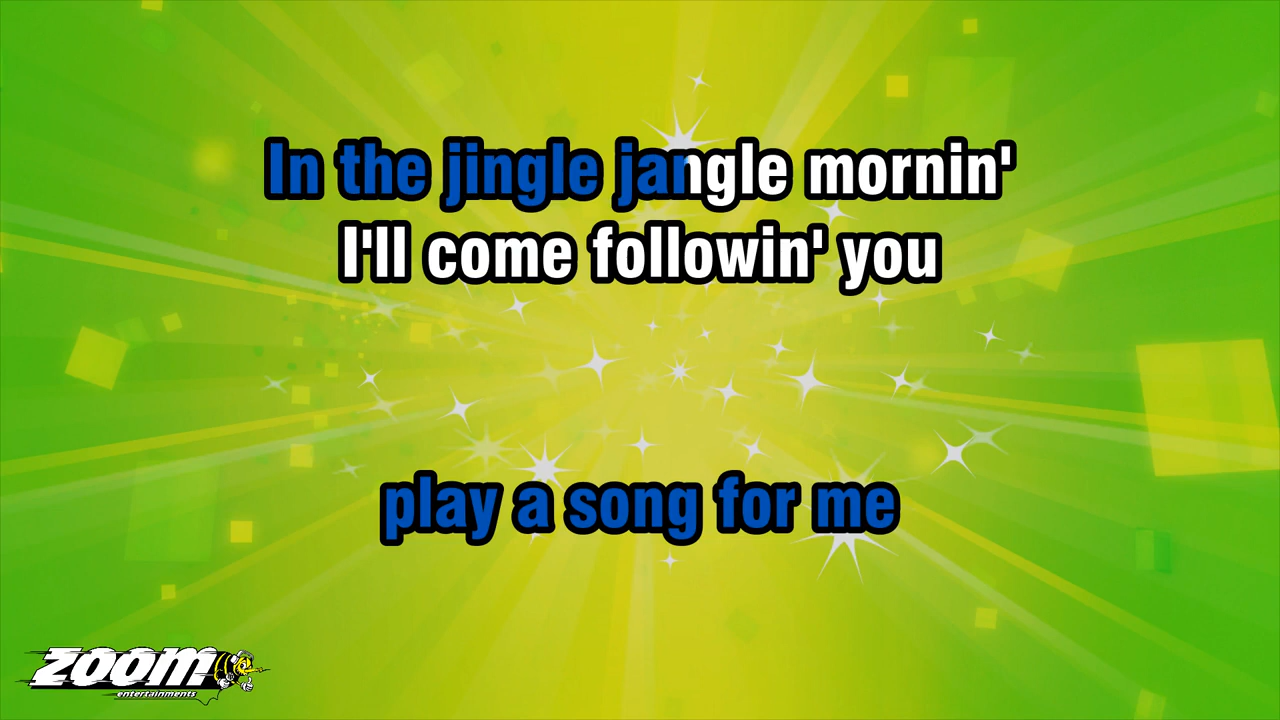 In the jingle jangle mornin'
I'll come followin' you
play a song for me
zoom
entertainments